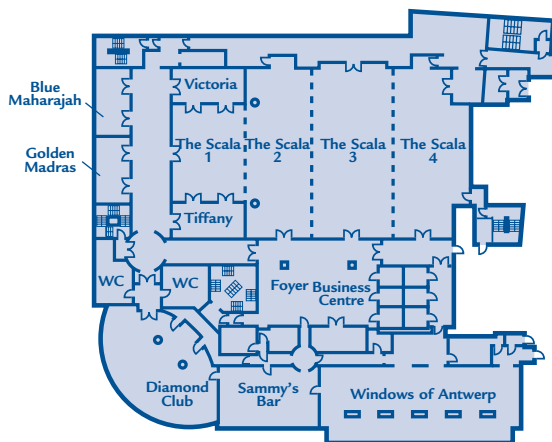 Blue
Maharajah
Victoria
Golden
Madras
The Scala
1
The Scala
2
The Scala
3
The Scala
4
Tiffany
WC
WC
Foyer
Business
Centre
Diamond
Club
Sammy's
Bar
Windows of Antwerp